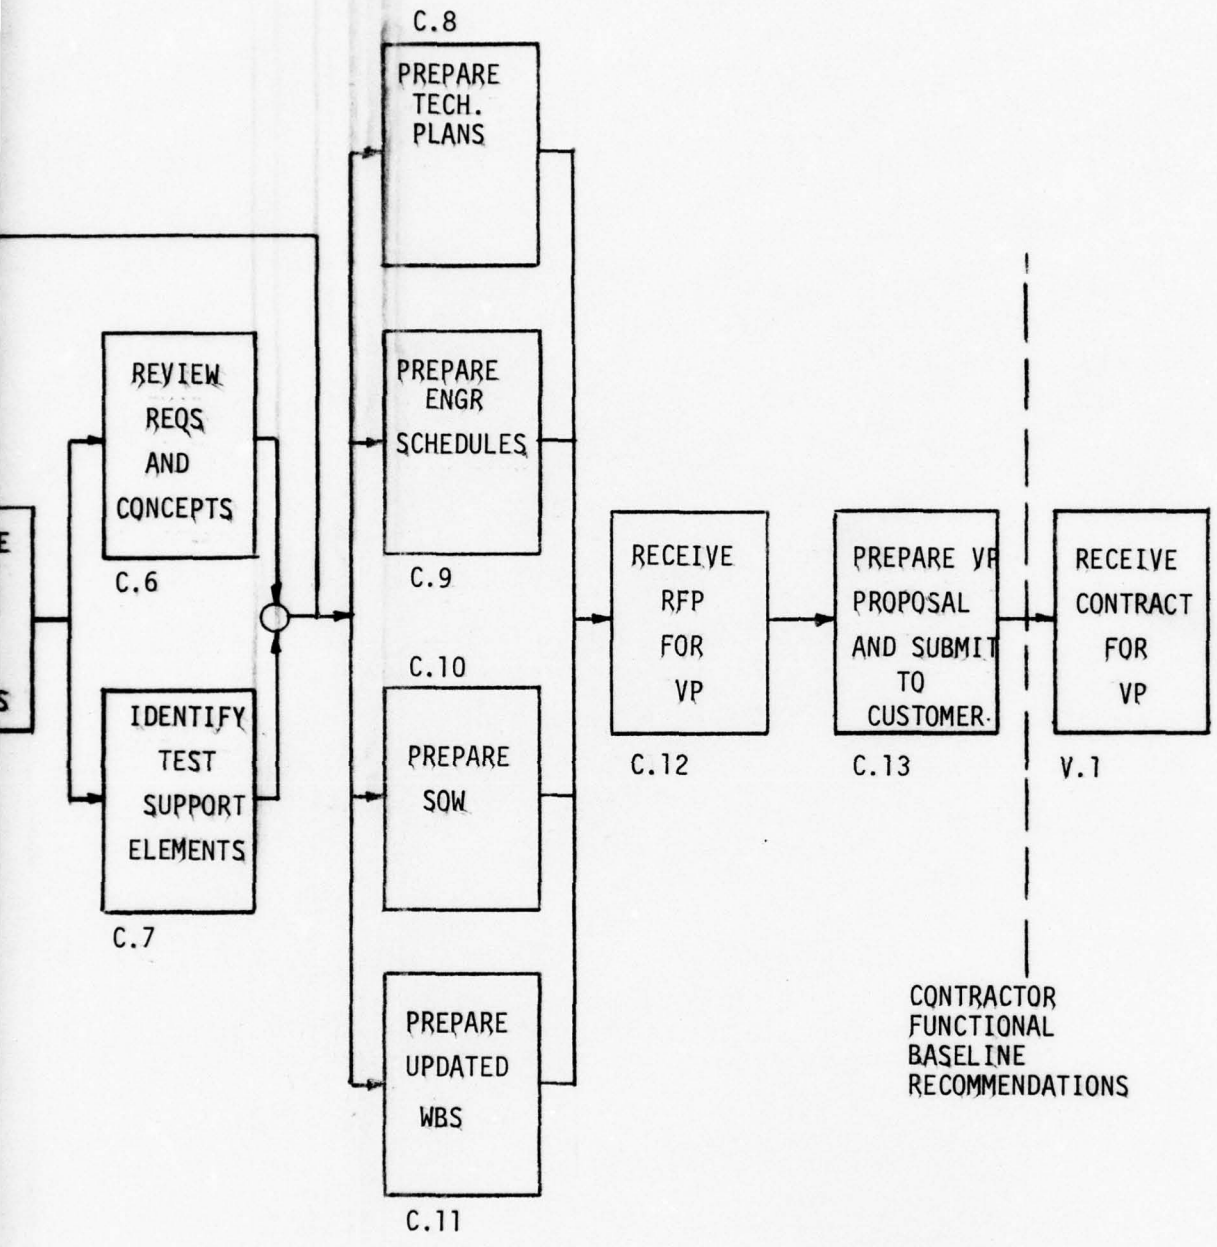 C.8
PREPARE
TECH.
PLANS
REVIEW
REQS
AND
CONCEPTS
C.6
PREPARE
ENGR
SCHEDULES
C.9
E
S
IDENTIFY
TEST
SUPPORT
ELEMENTS
C.7
C.10
PREPARE
SOW
PREPARE
UPDATED
WBS
C.11
RECEIVE
RFP
FOR
VP
C.12
PREPARE VP
PROPOSAL
AND SUBMIT
TO
CUSTOMER
C.13
RECEIVE
CONTRACT
FOR
VP
V.1
CONTRACTOR
FUNCTIONAL
BASELINE
RECOMMENDATIONS